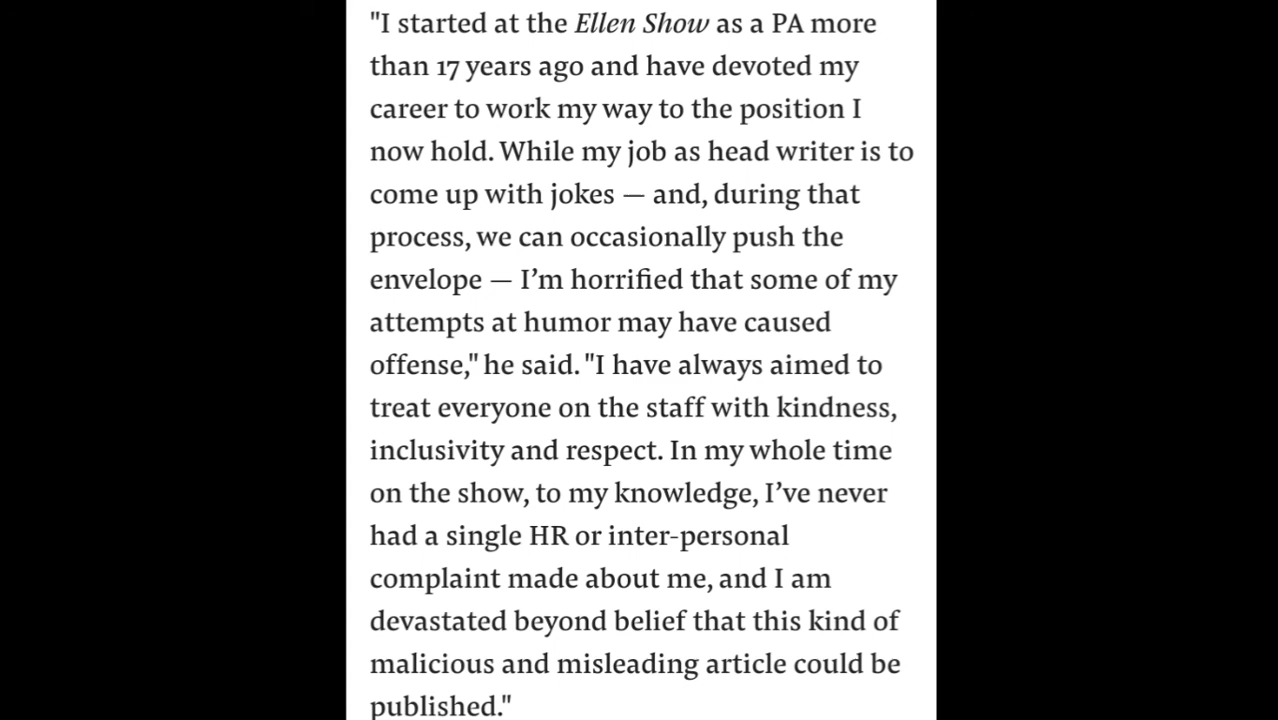 "I started at the Ellen Show as a PA more
than 17 years ago and have devoted my
career to work my way to the position I
now hold. While my job as head writer is to
come up with jokes — and, during that
process, we can occasionally push the
envelope — I’m horrified that some of my
attempts at humor may have caused
offense," he said. "I have always aimed to
treat everyone on the staff with kindness,
inclusivity and respect. In my whole time
on the show, to my knowledge, I’ve never
had a single HR or inter-personal
complaint made about me, and I am
devastated beyond belief that this kind of
malicious and misleading article could be
published."